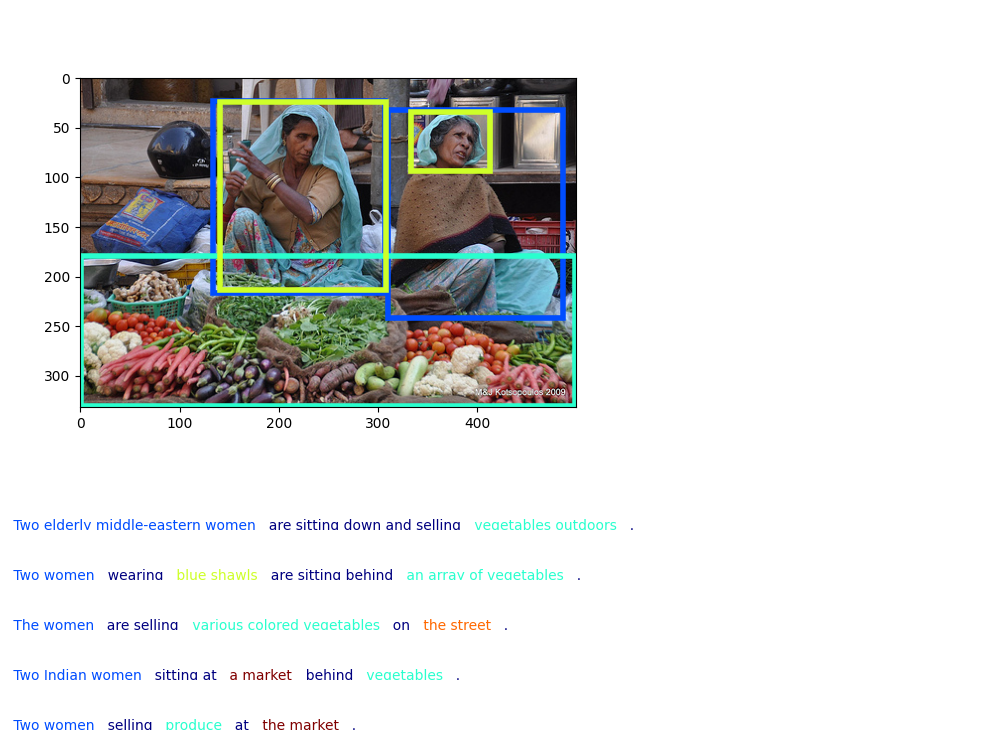 0
50
100
150
200
250
300
0 100 200 300 400
M&J Kotsopoulos 2009
Two elderly middle-eastern women are sitting down and selling vegetables outdoors .
Two women wearing blue shawls are sitting behind an array of vegetables .
The women are selling various colored vegetables on the street .
Two Indian women sitting at a market behind vegetables .
Two women selling produce at the market .